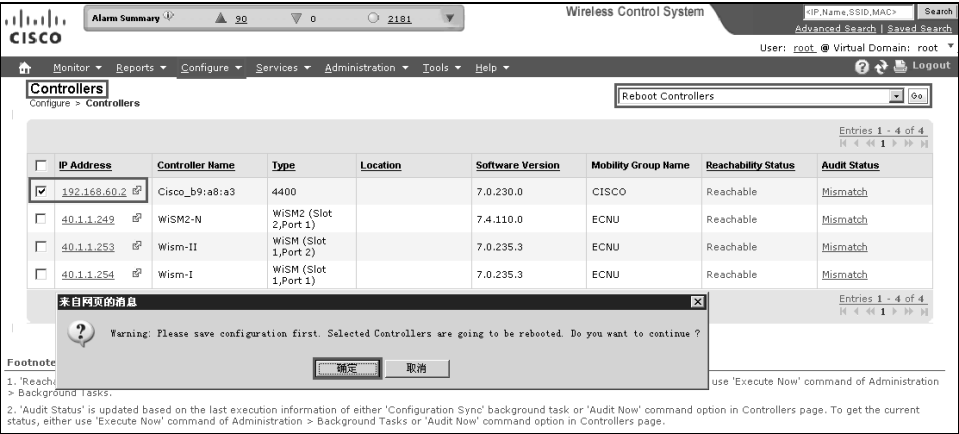 Alarm Summary 90 0 2181
Wireless Control System
<IP,Name,SSID,MAC> Search
Advanced Search | Saved Search
CISCO
User: root @ Virtual Domain: root
Monitor Reports Configure Services Administration Tools Help Logout
Controllers
Configure > Controllers
Reboot Controllers Go
Entries 1 - 4 of 4
1
IP Address Controller Name Type Location Software Version Mobility Group Name Reachability Status Audit Status
192.168.60.2 Cisco_b9:a8:a3 4400 7.0.230.0 CISCO Reachable Mismatch
40.1.1.249 WiSM2-N WiSM2 (Slot 2,Port 1) 7.4.110.0 ECNU Reachable Mismatch
40.1.1.253 Wism-II WiSM (Slot 1,Port 2) 7.0.235.3 ECNU Reachable Mismatch
40.1.1.254 Wism-I WiSM (Slot 1,Port 1) 7.0.235.3 ECNU Reachable Mismatch
Entries 1 - 4 of 4
1
来自网页的消息
Warning: Please save configuration first. Selected Controllers are going to be rebooted. Do you want to continue ?
确定 取消
Footnote
1. 'Reacha use 'Execute Now' command of Administration
> Background Tasks.
2. 'Audit Status' is updated based on the last execution information of either 'Configuration Sync' background task or 'Audit Now' command option in Controllers page. To get the current
status, either use 'Execute Now' command of Administration > Background Tasks or 'Audit Now' command option in Controllers page.